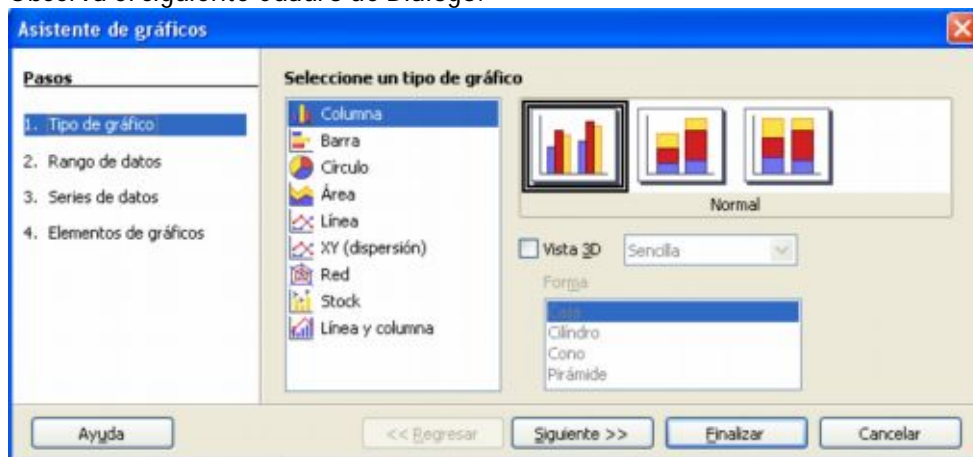 Observa el siguiente cuadro de Diálogo:
Asistente de gráficos
Pasos
1. Tipo de gráfico
2. Rango de datos
3. Series de datos
4. Elementos de gráficos
Seleccione un tipo de gráfico
Columna
Barra
Círculo
Área
Línea
XY (dispersión)
Red
Stock
Línea y columna
Normal
Vista 3D
Sencilla
Forma
Caja
Cilindro
Cono
Pirámide
Ayuda
<< Regresar
Siguiente >>
Finalizar
Cancelar